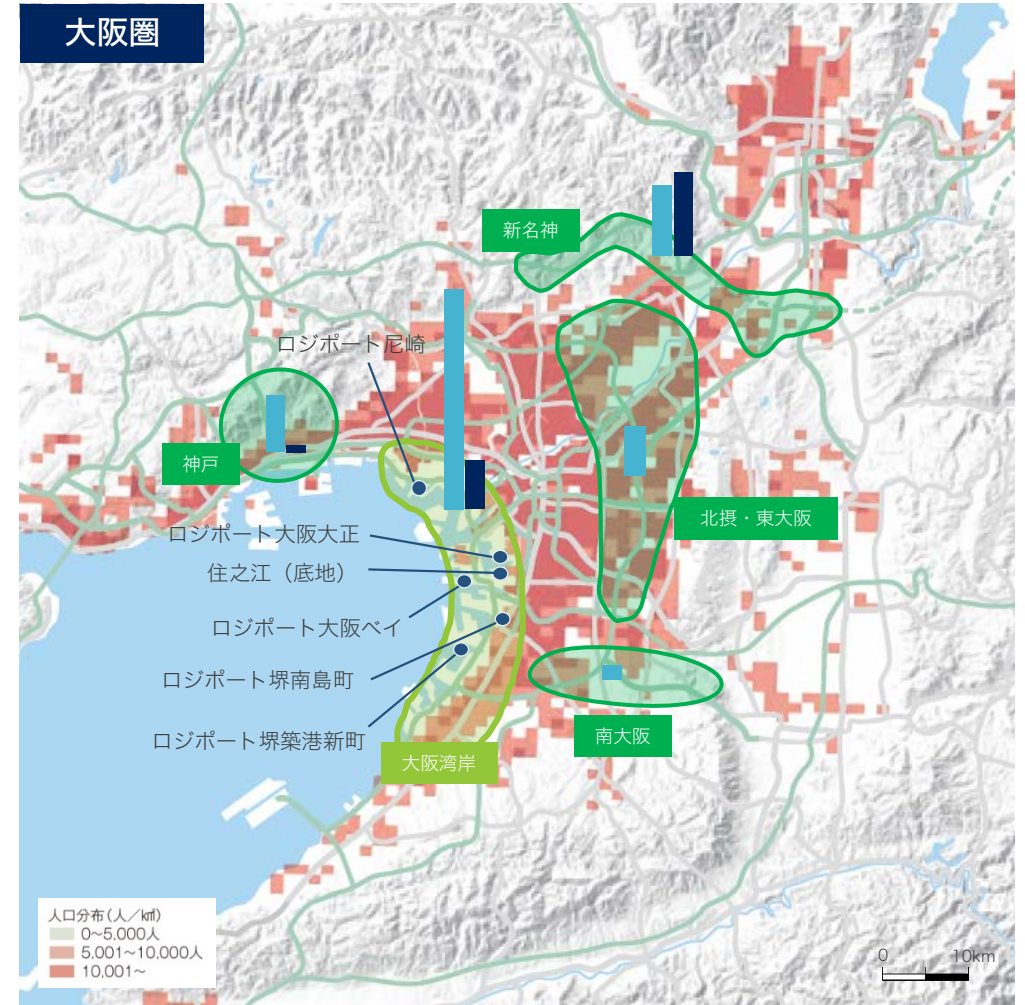 大阪圏
新名神
ロジポート尼崎
神戸
北摂・東大阪
ロジポート大阪大正
住之江（底地）
ロジポート大阪ベイ
ロジポート堺南島町
ロジポート堺築港新町
南大阪
大阪湾岸
人口分布(人／㎢)
0~5,000人
5,001~10,000人
10,001~
0 10km